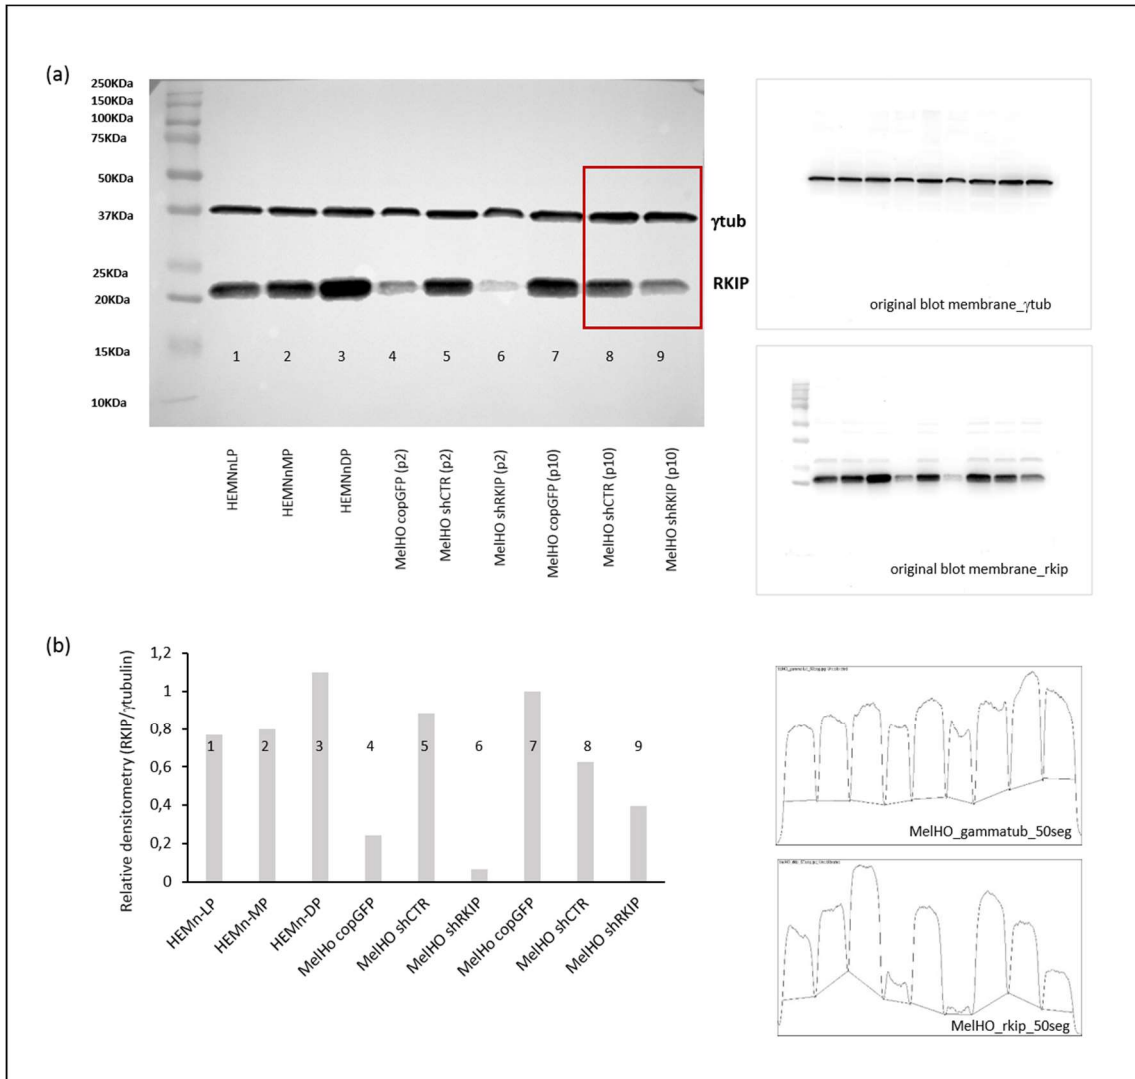 (a)
250KDa
150KDa
100KDa
75KDa
50KDa
37KDa
25KDa
20KDa
15KDa
10KDa
γtub
RKIP
1 2 3 4 5 6 7 8 9
HEMNnLP
HEMNnMP
HEMNnDP
MelHO copGFP (p2)
MelHO shCTR (p2)
MelHO shRKIP (p2)
MelHO copGFP (p10)
MelHO shCTR (p10)
MelHO shRKIP (p10)
original blot membrane_γtub
original blot membrane_rkip
(b)
Relative densitometry (RKIP/γtubulin)
1,2
1
0,8
0,6
0,4
0,2
0
1 2 3 4 5 6 7 8 9
HEMn-LP
HEMn-MP
HEMn-DP
MelHo copGFP
MelHO shCTR
MelHO shRKIP
MelHo copGFP
MelHO shCTR
MelHO shRKIP
MelHO_gammatub_50seg
MelHO_rkip_50seg